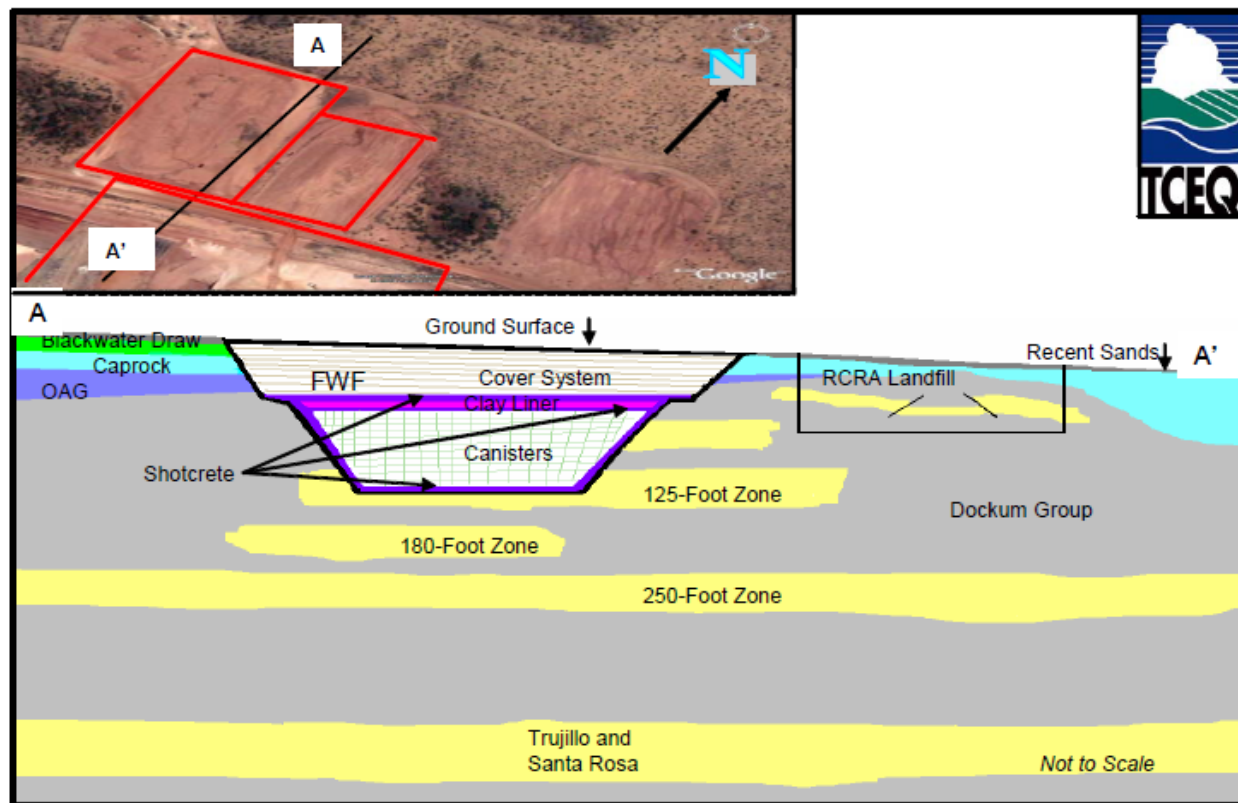 A
N
A'
Google
TCEQ
A
Ground Surface
Blackwater Draw
Caprock
Recent Sands
A'
OAG
FWF
Cover System
RCRA Landfill
Clay Liner
Shotcrete
Canisters
125-Foot Zone
Dockum Group
180-Foot Zone
250-Foot Zone
Trujillo and
Santa Rosa
Not to Scale